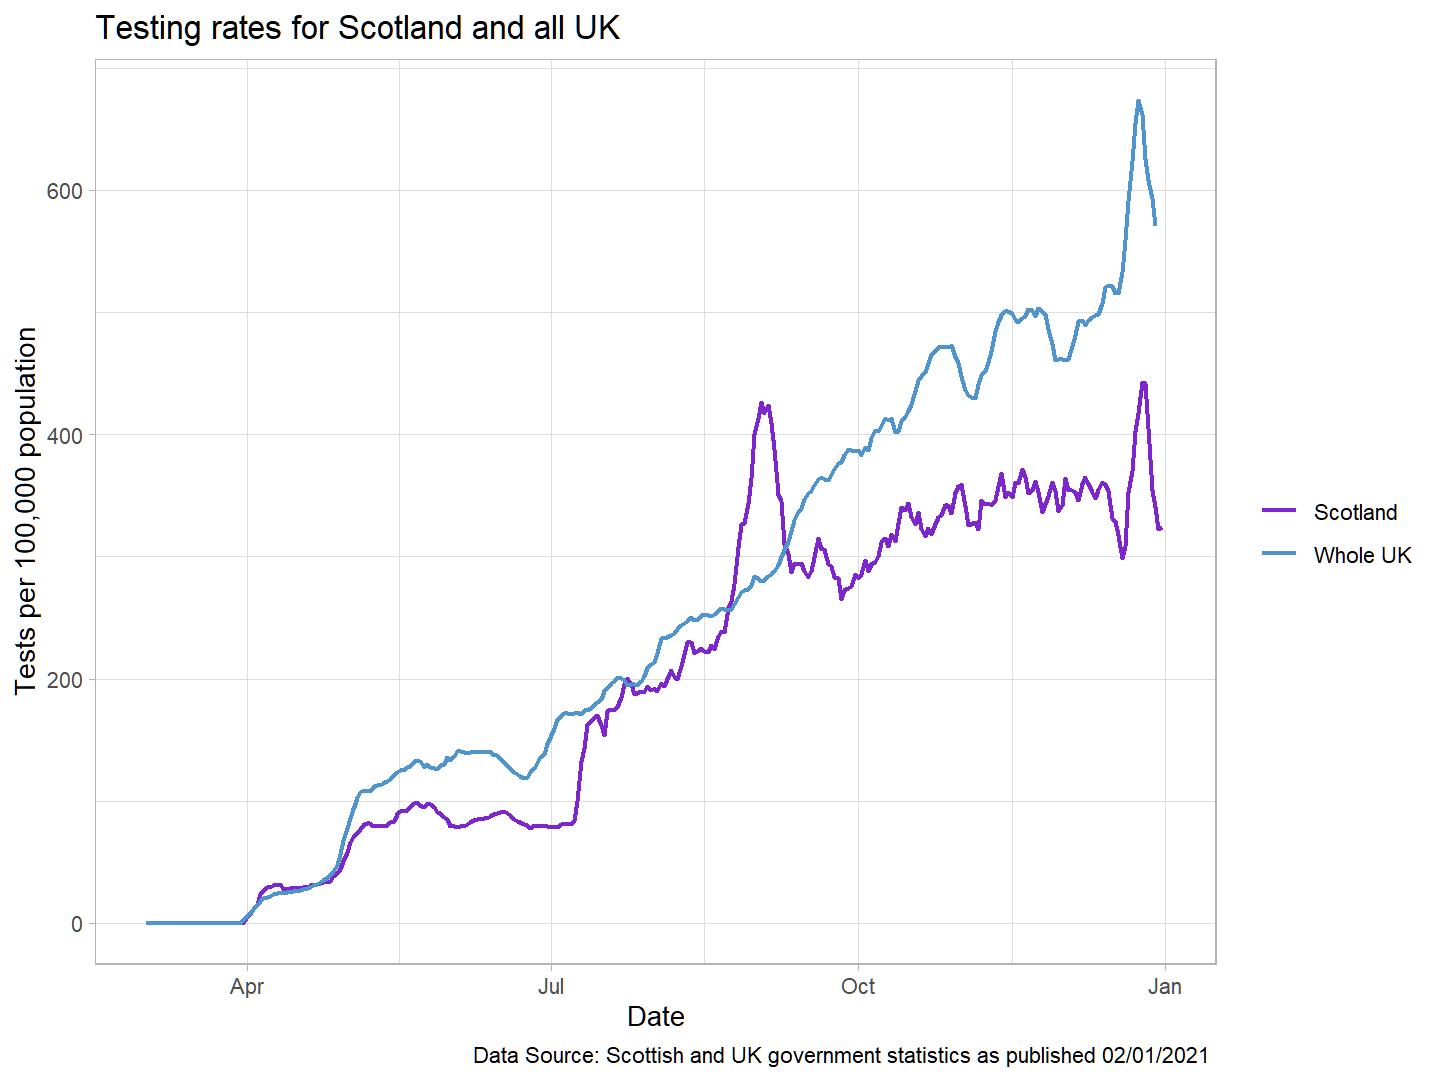 Testing rates for Scotland and all UK
Tests per 100,000 population
600
400
200
0
Apr
Jul
Oct
Jan
Date
Scotland
Whole UK
Data Source: Scottish and UK government statistics as published 02/01/2021